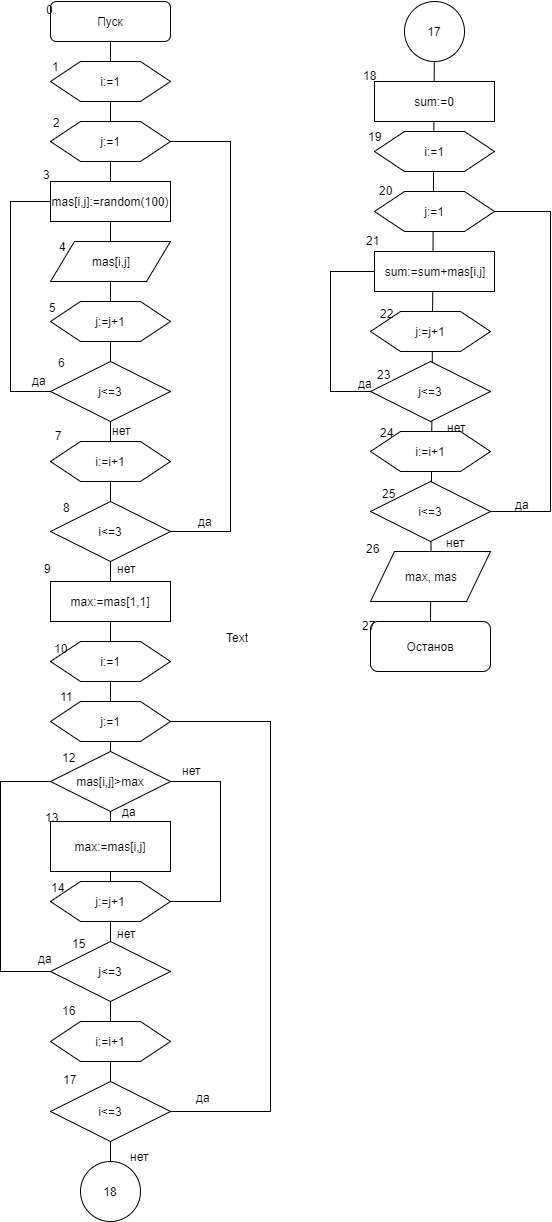 0
Пуск
1
i:=1
2
j:=1
3
mas[i,j]:=random(100)
4
mas[i,j]
5
j:=j+1
6
j<=3
да
нет
7
i:=i+1
8
i<=3
да
нет
9
max:=mas[1,1]
Text
10
i:=1
11
j:=1
12
mas[i,j]>max
нет
да
13
max:=mas[i,j]
14
j:=j+1
нет
15
j<=3
да
16
i:=i+1
17
i<=3
да
нет
18
17
18
sum:=0
19
i:=1
20
j:=1
21
sum:=sum+mas[i,j]
22
j:=j+1
23
j<=3
да
нет
24
i:=i+1
25
i<=3
да
нет
26
max, mas
27
Останов